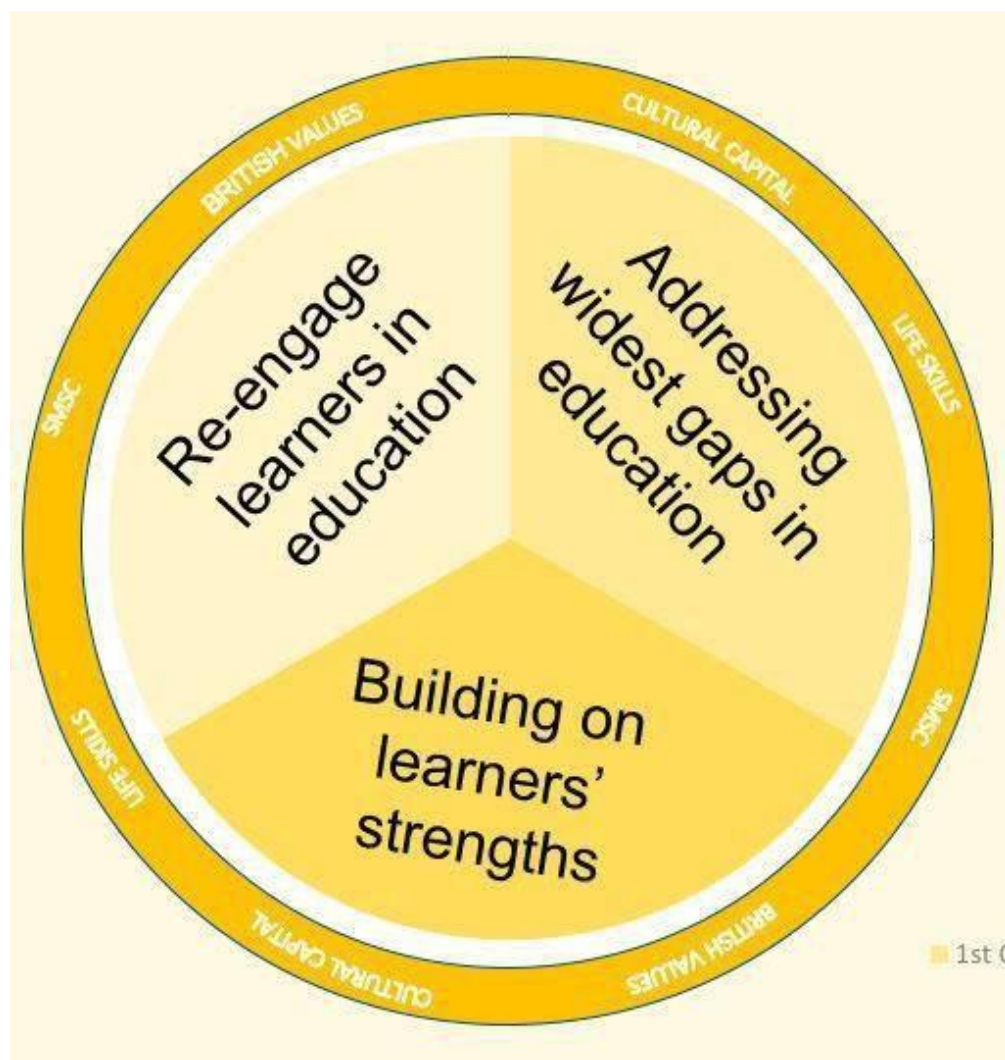 BRITISH VALUES
CULTURAL CAPITAL
LIFE SKILLS
SMSC
BRITISH VALUES
CULTURAL CAPITAL
LIFE SKILLS
SMSC
Re-engage
learners in
education
Addressing
widest gaps in
education
Building on
learners’
strengths
1st